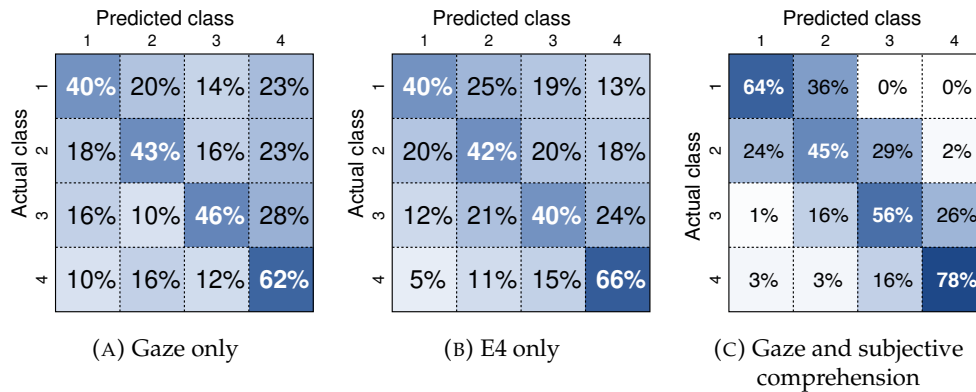 Predicted class
1 2 3 4
Actual class
1 40% 20% 14% 23%
2 18% 43% 16% 23%
3 16% 10% 46% 28%
4 10% 16% 12% 62%
(A) Gaze only
Predicted class
1 2 3 4
Actual class
1 40% 25% 19% 13%
2 20% 42% 20% 18%
3 12% 21% 40% 24%
4 5% 11% 15% 66%
(B) E4 only
Predicted class
1 2 3 4
Actual class
1 64% 36% 0% 0%
2 24% 45% 29% 2%
3 1% 16% 56% 26%
4 3% 3% 16% 78%
(C) Gaze and subjective
comprehension